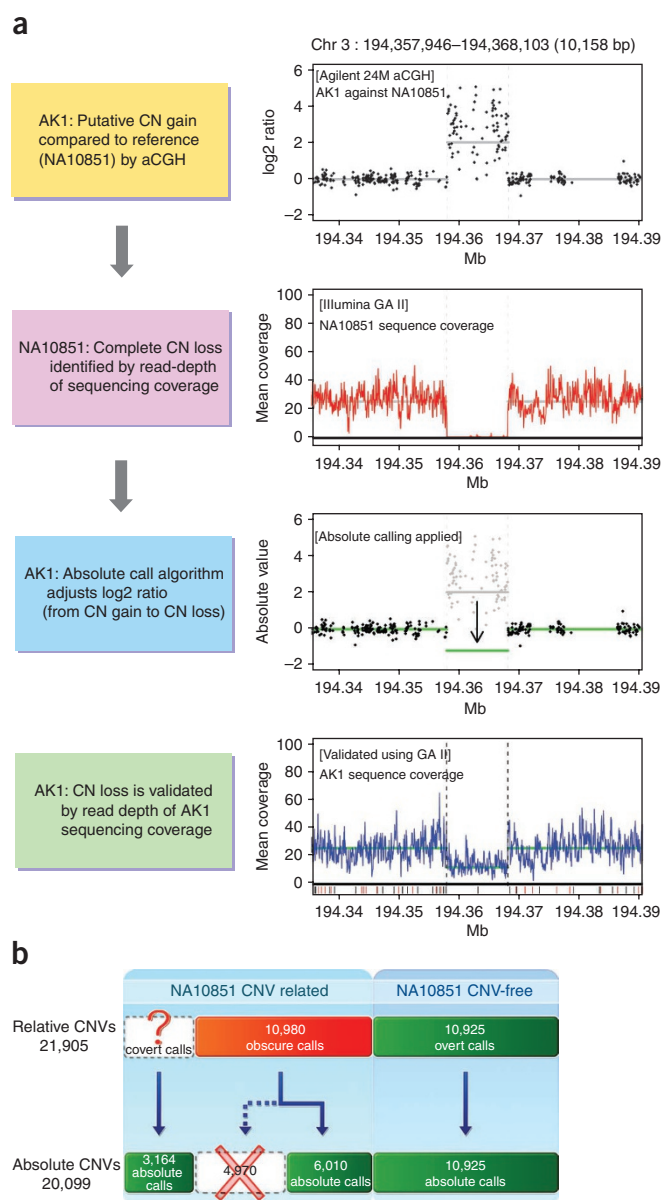 a
Chr 3 : 194,357,946–194,368,103 (10,158 bp)
AK1: Putative CN gain
compared to reference
(NA10851) by aCGH
[Agilent 24M aCGH]
AK1 against NA10851
log2 ratio
6
4
2
0
−2
194.34 194.35 194.36 194.37 194.38 194.39
Mb
NA10851: Complete CN loss
identified by read-depth
of sequencing coverage
[Illumina GA II]
NA10851 sequence coverage
Mean coverage
100
80
60
40
20
0
194.34 194.35 194.36 194.37 194.38 194.39
Mb
AK1: Absolute call algorithm
adjusts log2 ratio
(from CN gain to CN loss)
[Absolute calling applied]
Absolute value
6
4
2
0
−2
194.34 194.35 194.36 194.37 194.38 194.39
Mb
AK1: CN loss is validated
by read depth of AK1
sequencing coverage
[Validated using GA II]
AK1 sequence coverage
Mean coverage
100
80
60
40
20
0
194.34 194.35 194.36 194.37 194.38 194.39
Mb
b
NA10851 CNV related
NA10851 CNV-free
Relative CNVs
21,905
?
covert calls
10,980
obscure calls
10,925
overt calls
Absolute CNVs
20,099
3,164
absolute
calls
4,970
6,010
absolute calls
10,925
absolute calls